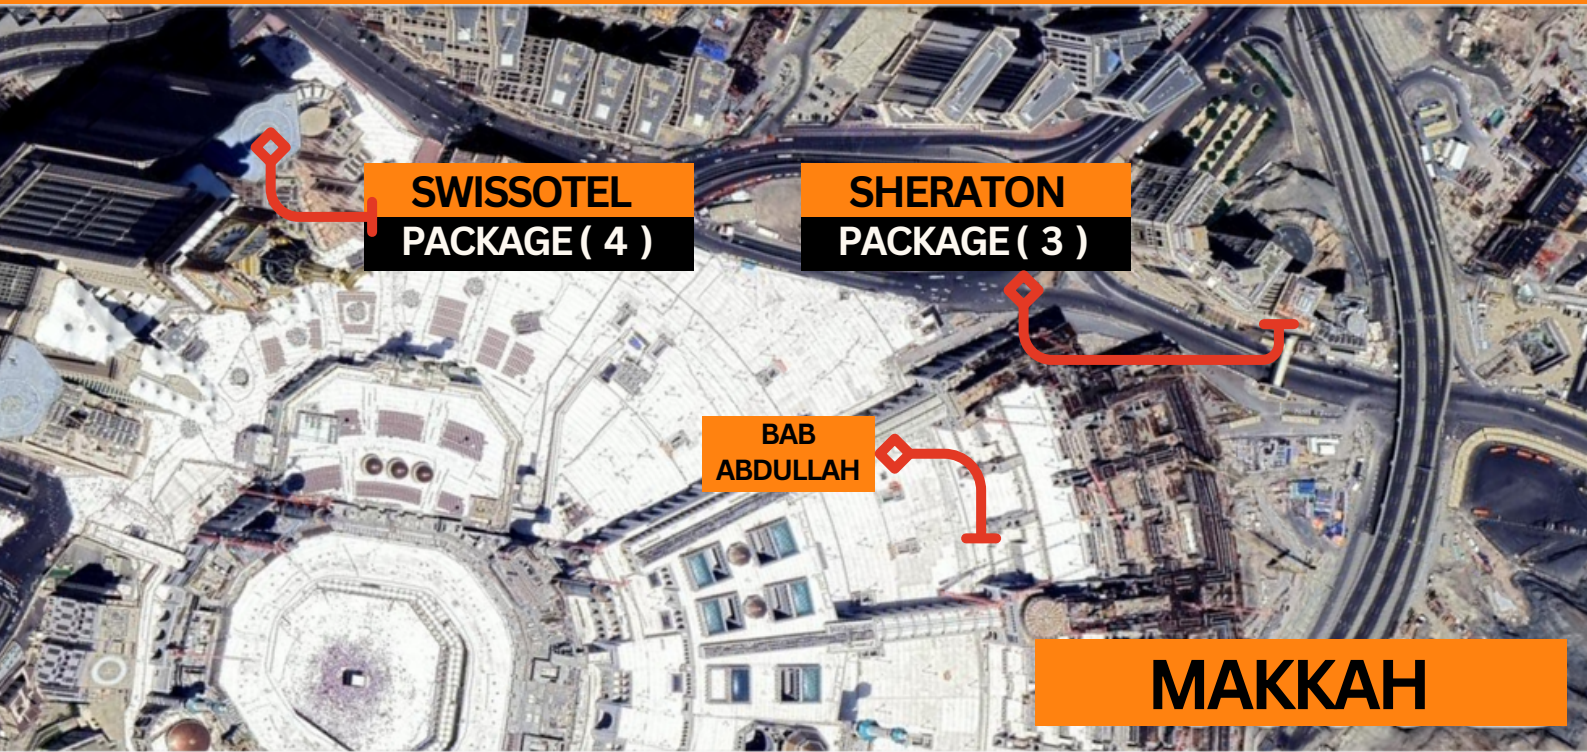 SWISSOTEL
PACKAGE ( 4 )
SHERATON
PACKAGE ( 3 )
BAB
ABDULLAH
MAKKAH